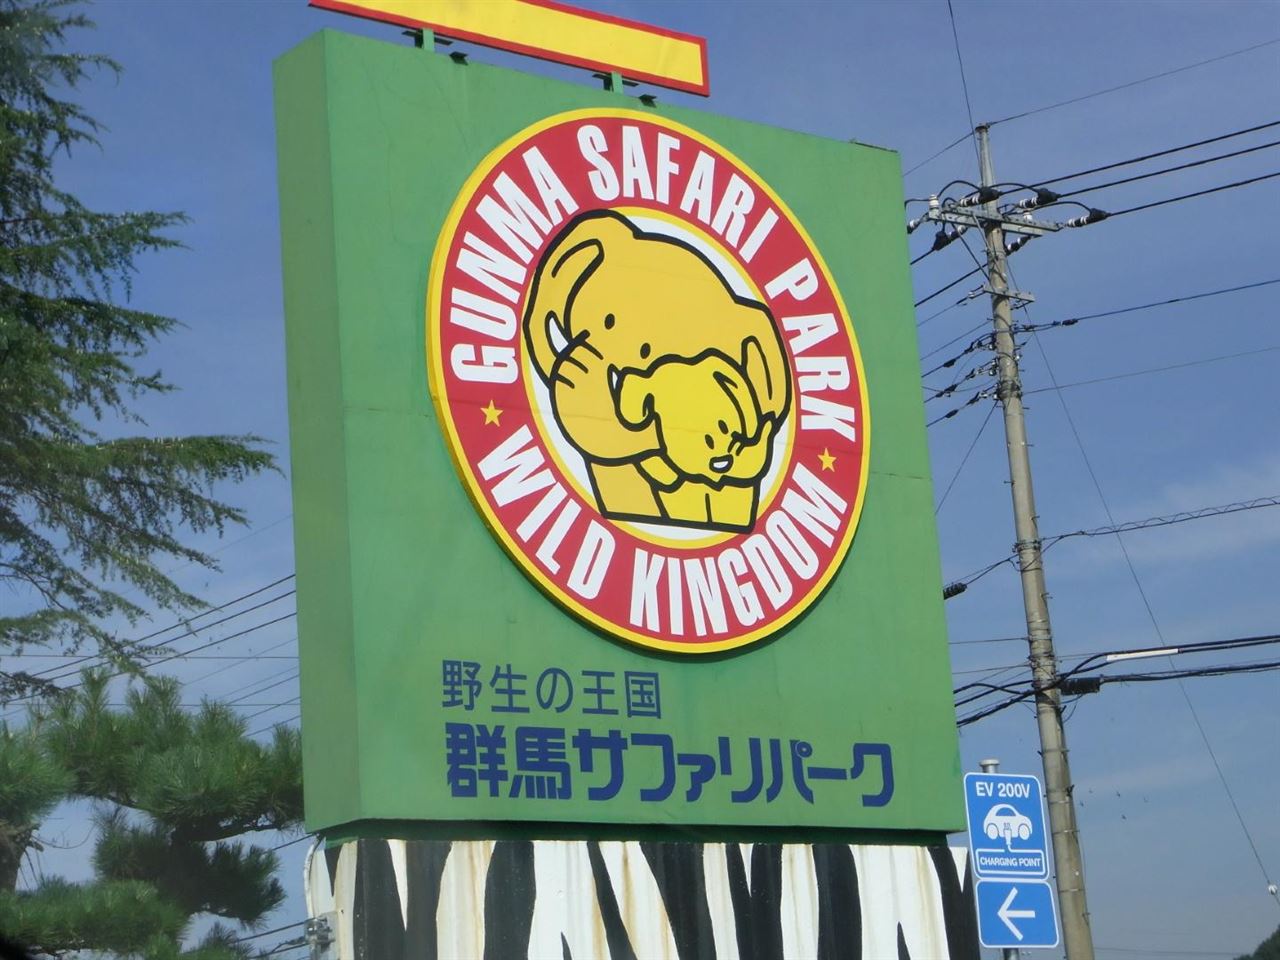 GUNMA SAFARI PARK
WILD KINGDOM
野生の王国
群馬サファリパーク
EV 200V
CHARGING POINT